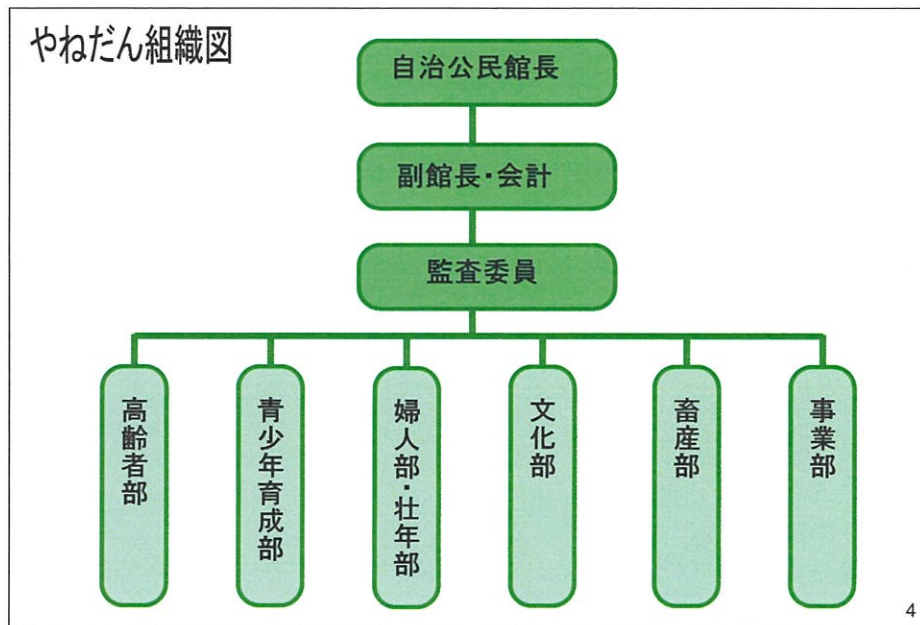 やねだん組織図
自治公民館長
副館長・会計
監査委員
高齢者部
青少年育成部
婦人部・壮年部
文化部
畜産部
事業部
4